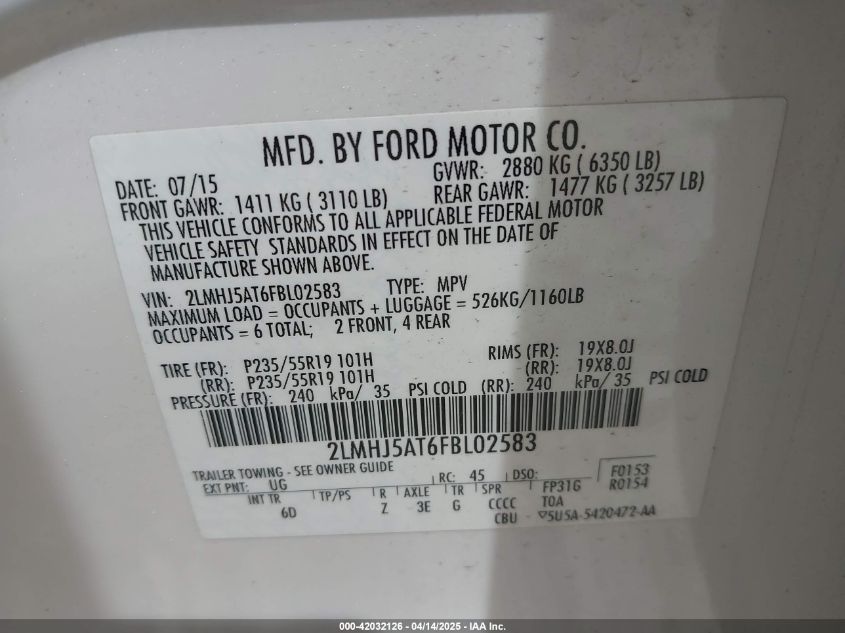 MFD. BY FORD MOTOR CO.
DATE: 07/15 GVWR: 2880 KG ( 6350 LB)
FRONT GAWR: 1411 KG ( 3110 LB) REAR GAWR: 1477 KG ( 3257 LB)
THIS VEHICLE CONFORMS TO ALL APPLICABLE FEDERAL MOTOR
VEHICLE SAFETY STANDARDS IN EFFECT ON THE DATE OF
MANUFACTURE SHOWN ABOVE.
VIN: 2LMHJ5AT6FBL02583 TYPE: MPV
MAXIMUM LOAD = OCCUPANTS + LUGGAGE = 526KG/1160LB
OCCUPANTS = 6 TOTAL; 2 FRONT, 4 REAR
TIRE (FR): P235/55R19 101H RIMS (FR): 19X8.0J
(RR): P235/55R19 101H (RR): 19X8.0J
PRESSURE (FR): 240 kPa/ 35 PSI COLD (RR): 240 kPa/ 35 PSI COLD
2LMHJ5AT6FBL02583
TRAILER TOWING - SEE OWNER GUIDE
EXT PNT: UG RC: 45 DSO: F0153
R0154
INT TR TP/PS R AXLE TR SPR FP31G
6D Z 3E G CCCC TOA
CBU - 5U5A-5420472-AA
000-42032126 - 04/14/2025 - IAA, Inc.